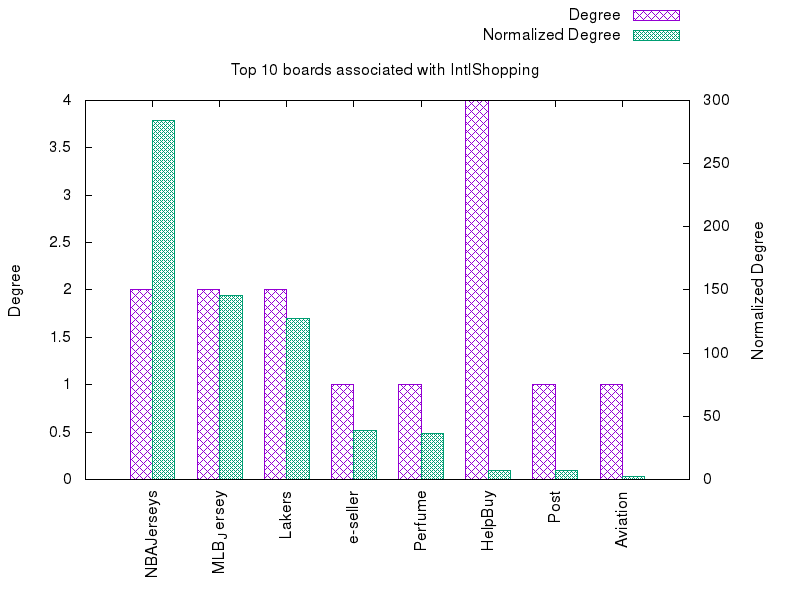 Degree
Normalized Degree
Top 10 boards associated with IntlShopping
4
3.5
3
2.5
2
1.5
1
0.5
0
300
250
200
150
100
50
0
Degree
Normalized Degree
NBAJerseys
MLBJersey
Lakers
e-seller
Perfume
HelpBuy
Post
Aviation